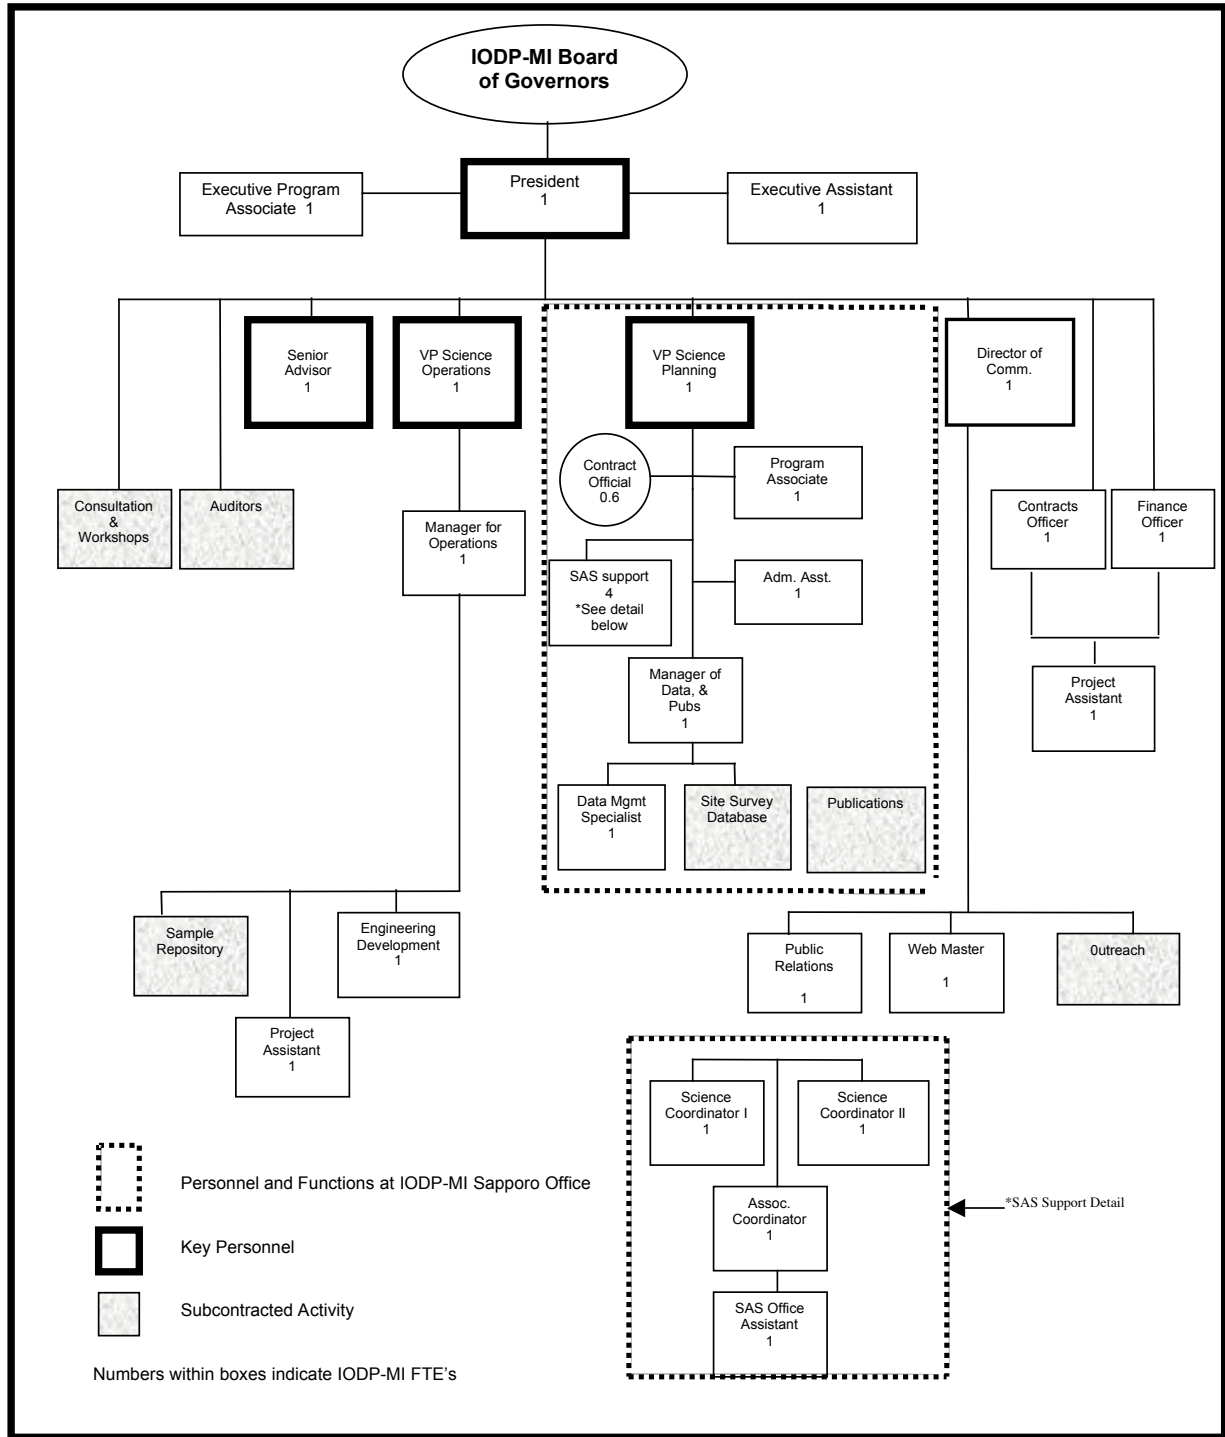 IODP-MI Board
of Governors
Executive Program
Associate 1
President
1
Executive Assistant
1
Senior
Advisor
1
VP Science
Operations
1
VP Science
Planning
1
Director of
Comm.
1
Contract
Official
0.6
Program
Associate
1
Consultation
&
Workshops
Auditors
Manager for
Operations
1
Contracts
Officer
1
Finance
Officer
1
SAS support
4
*See detail
below
Adm. Asst.
1
Manager of
Data, &
Pubs
1
Project
Assistant
1
Data Mgmt
Specialist
1
Site Survey
Database
Publications
Sample
Repository
Engineering
Development
1
Project
Assistant
1
Public
Relations
1
Web Master
1
0utreach
Science
Coordinator I
1
Science
Coordinator II
1
Assoc.
Coordinator
1
SAS Office
Assistant
1
*SAS Support Detail
Personnel and Functions at IODP-MI Sapporo Office
Key Personnel
Subcontracted Activity
Numbers within boxes indicate IODP-MI FTE's